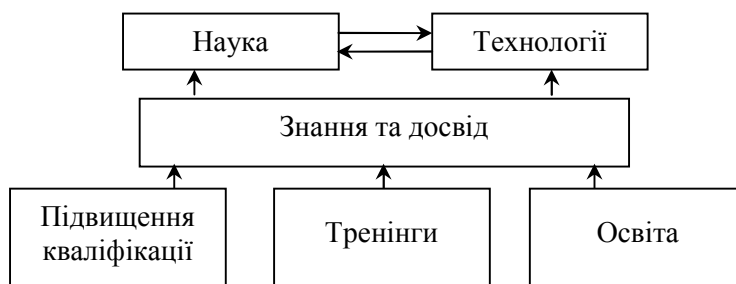 Наука
Технології
Знання та досвід
Підвищення
кваліфікації
Тренінги
Освіта